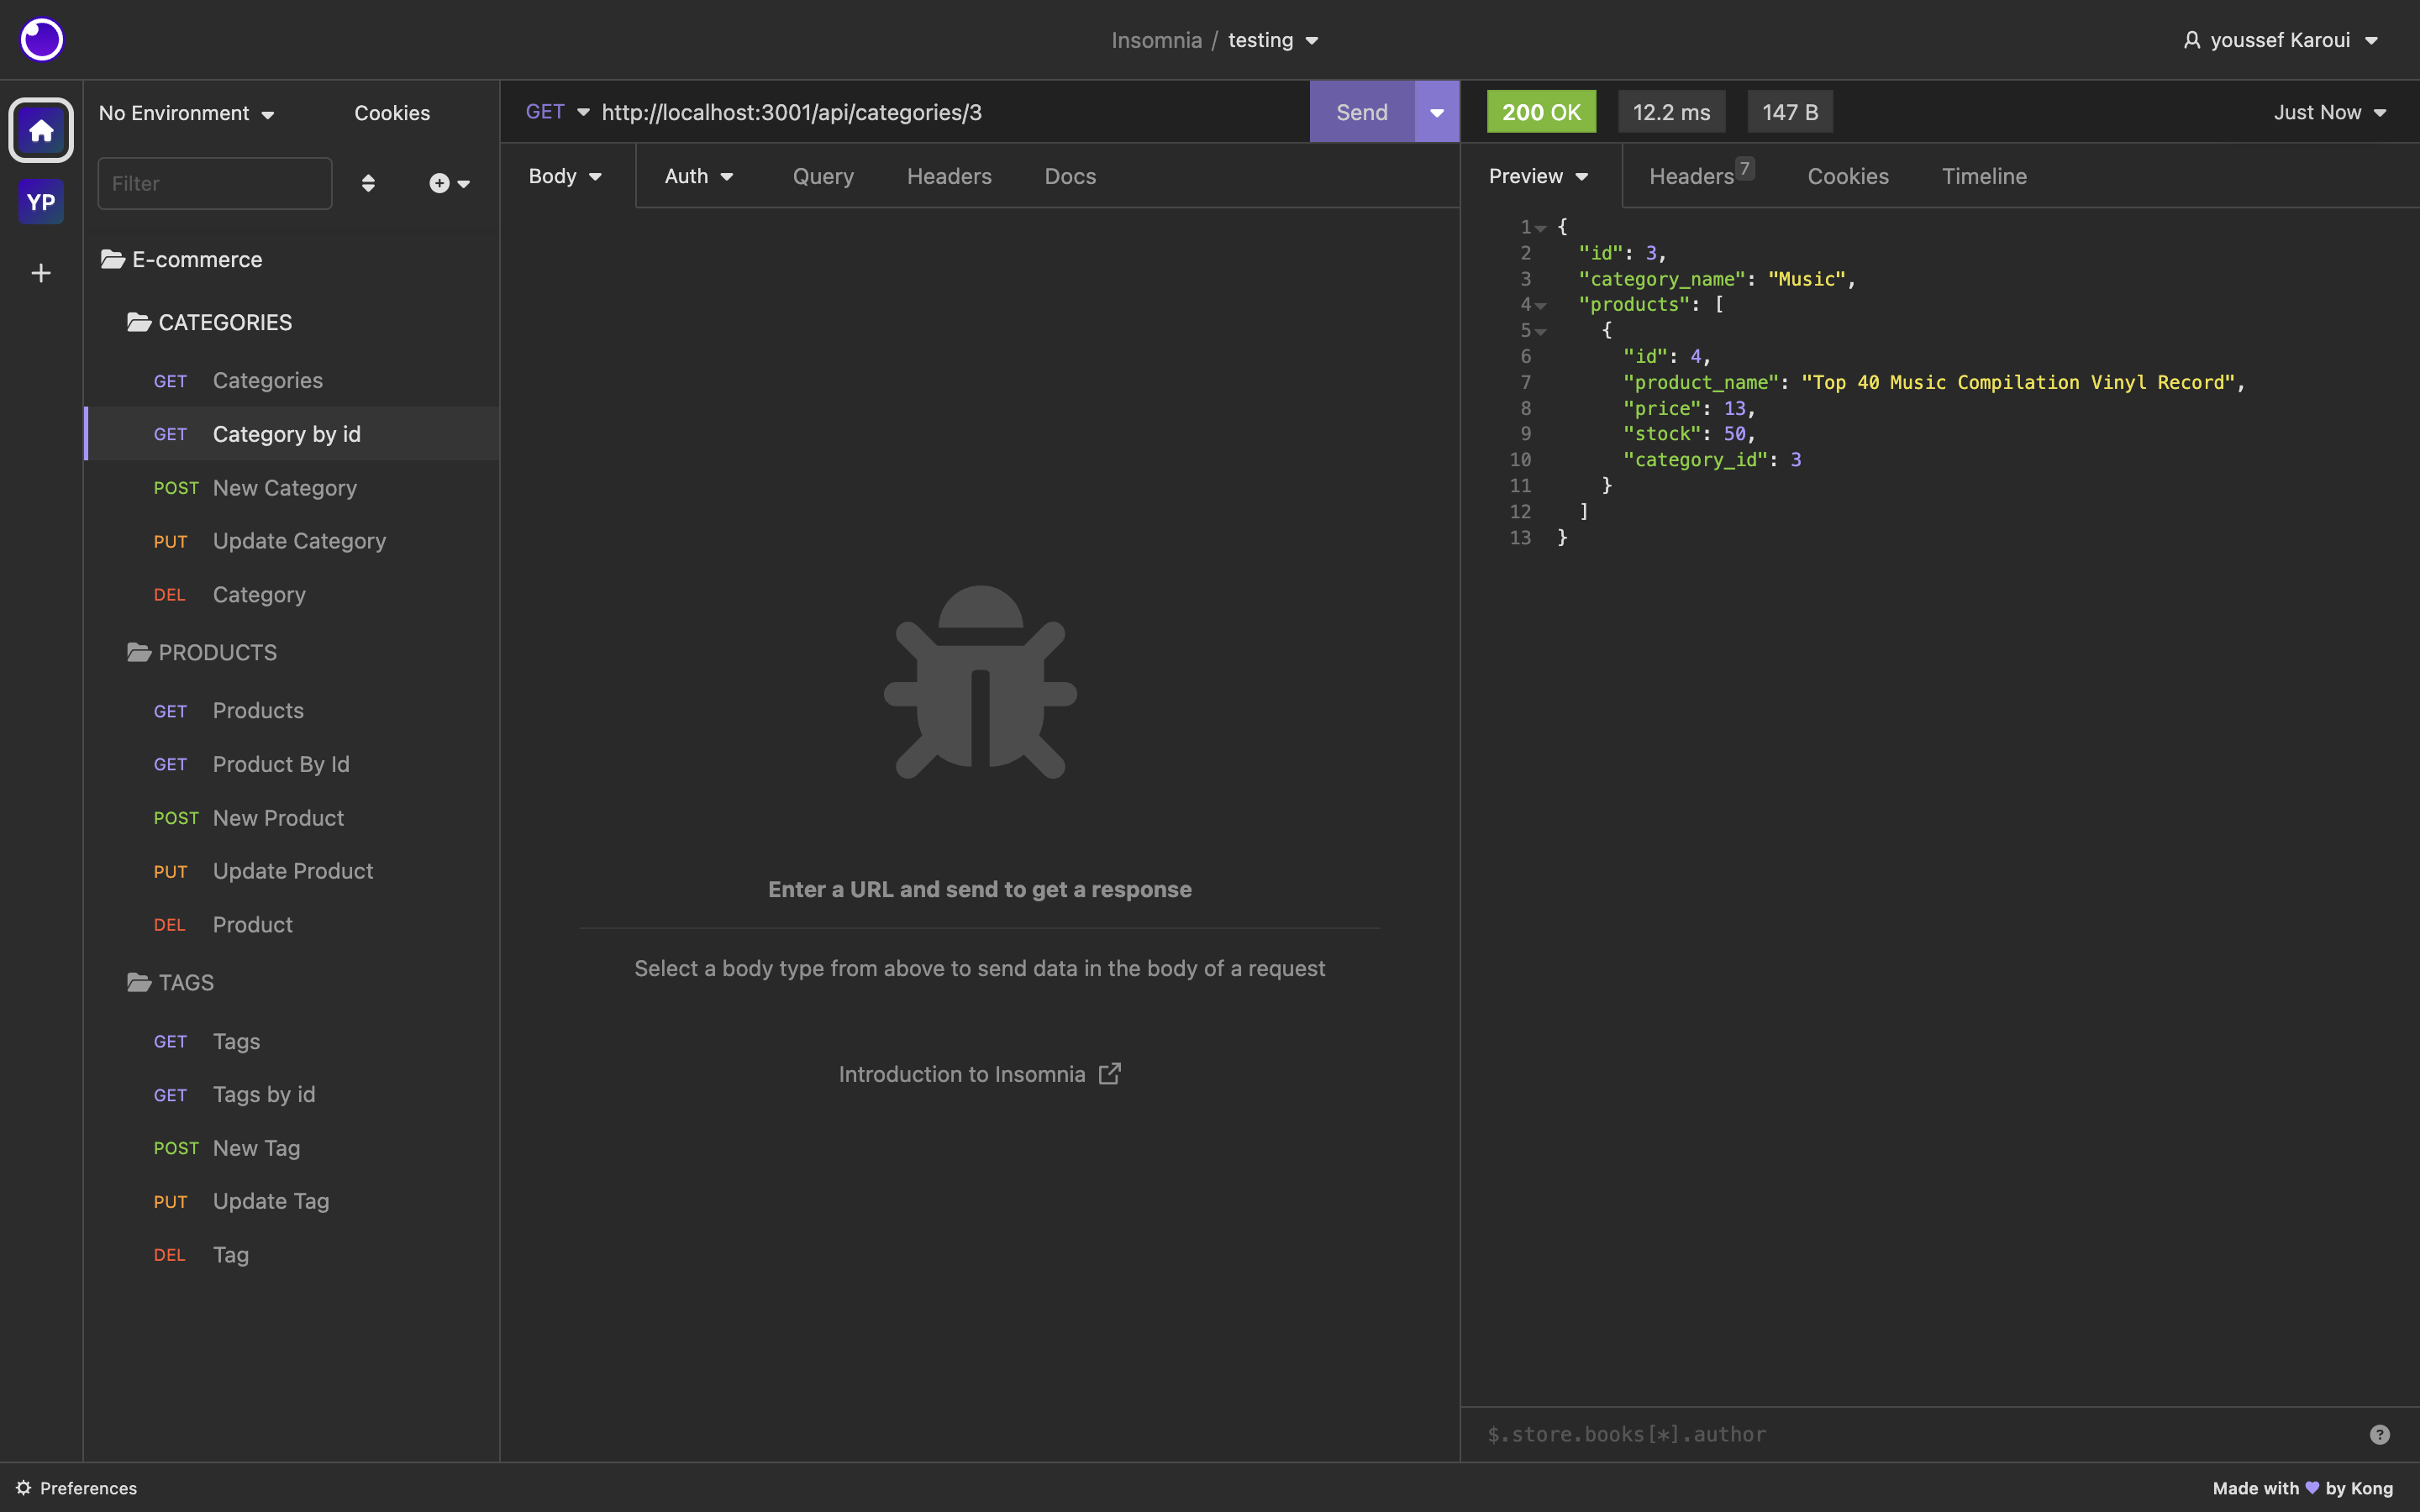 Insomnia / testing
youssef Karoui
YP
No Environment
Cookies
Filter
E-commerce
CATEGORIES
GET Categories
GET Category by id
POST New Category
PUT Update Category
DEL Category
PRODUCTS
GET Products
GET Product By Id
POST New Product
PUT Update Product
DEL Product
TAGS
GET Tags
GET Tags by id
POST New Tag
PUT Update Tag
DEL Tag
GET http://localhost:3001/api/categories/3
Send
Body Auth Query Headers Docs
Enter a URL and send to get a response
Select a body type from above to send data in the body of a request
Introduction to Insomnia
200 OK 12.2 ms 147 B Just Now
Preview Headers 7 Cookies Timeline
1 {
2 "id": 3,
3 "category_name": "Music",
4 "products": [
5 {
6 "id": 4,
7 "product_name": "Top 40 Music Compilation Vinyl Record",
8 "price": 13,
9 "stock": 50,
10 "category_id": 3
11 }
12 ]
13 }
$.store.books[*].author
?
Preferences
Made with 💜 by Kong